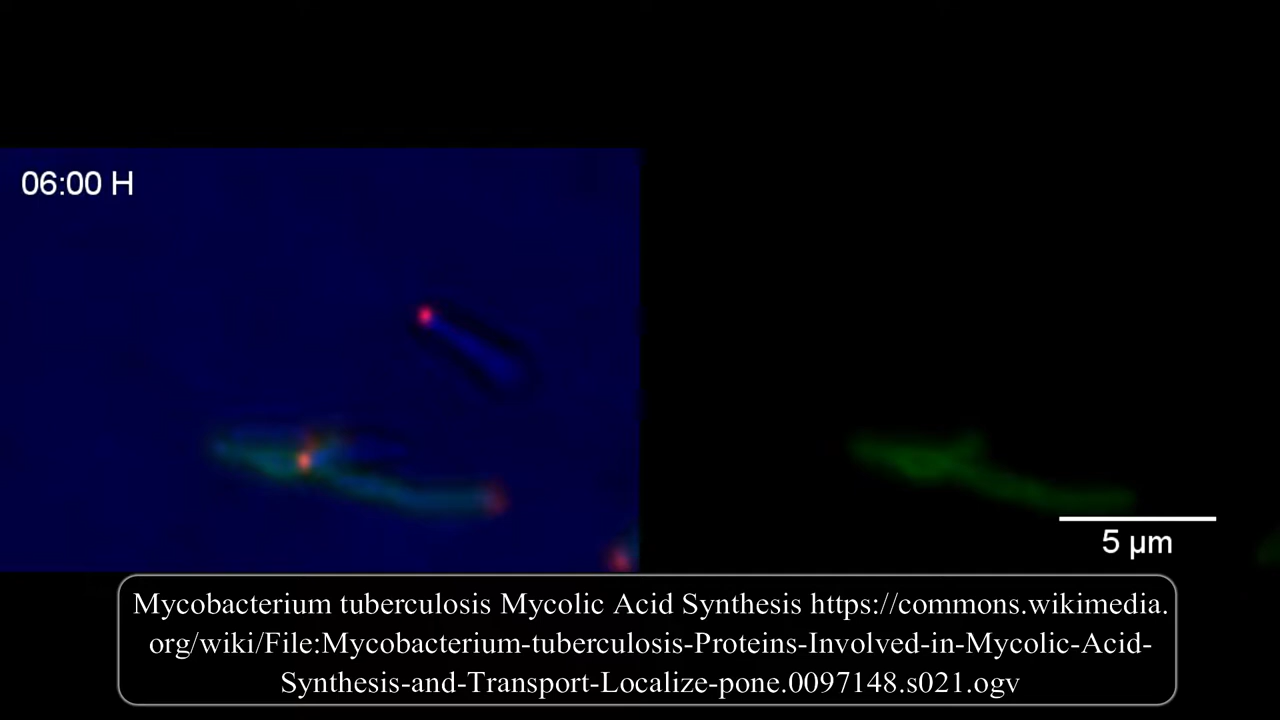 06:00 H
5 µm
Mycobacterium tuberculosis Mycolic Acid Synthesis https://commons.wikimedia.
org/wiki/File:Mycobacterium-tuberculosis-Proteins-Involved-in-Mycolic-Acid-
Synthesis-and-Transport-Localize-pone.0097148.s021.ogv